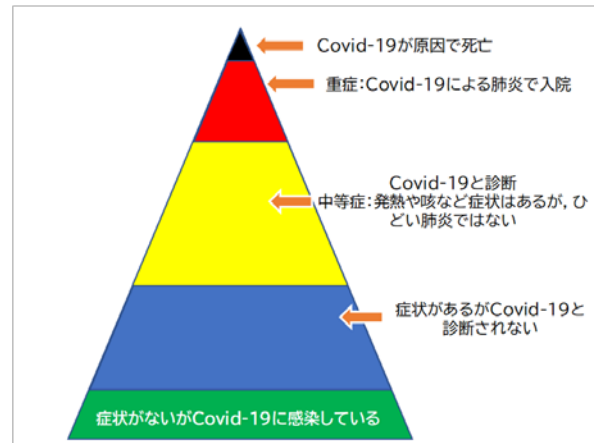 Covid-19が原因で死亡
重症:Covid-19による肺炎で入院
Covid-19と診断
中等症:発熱や咳など症状はあるが，ひ
どい肺炎ではない
症状があるがCovid-19と
診断されない
症状がないがCovid-19に感染している